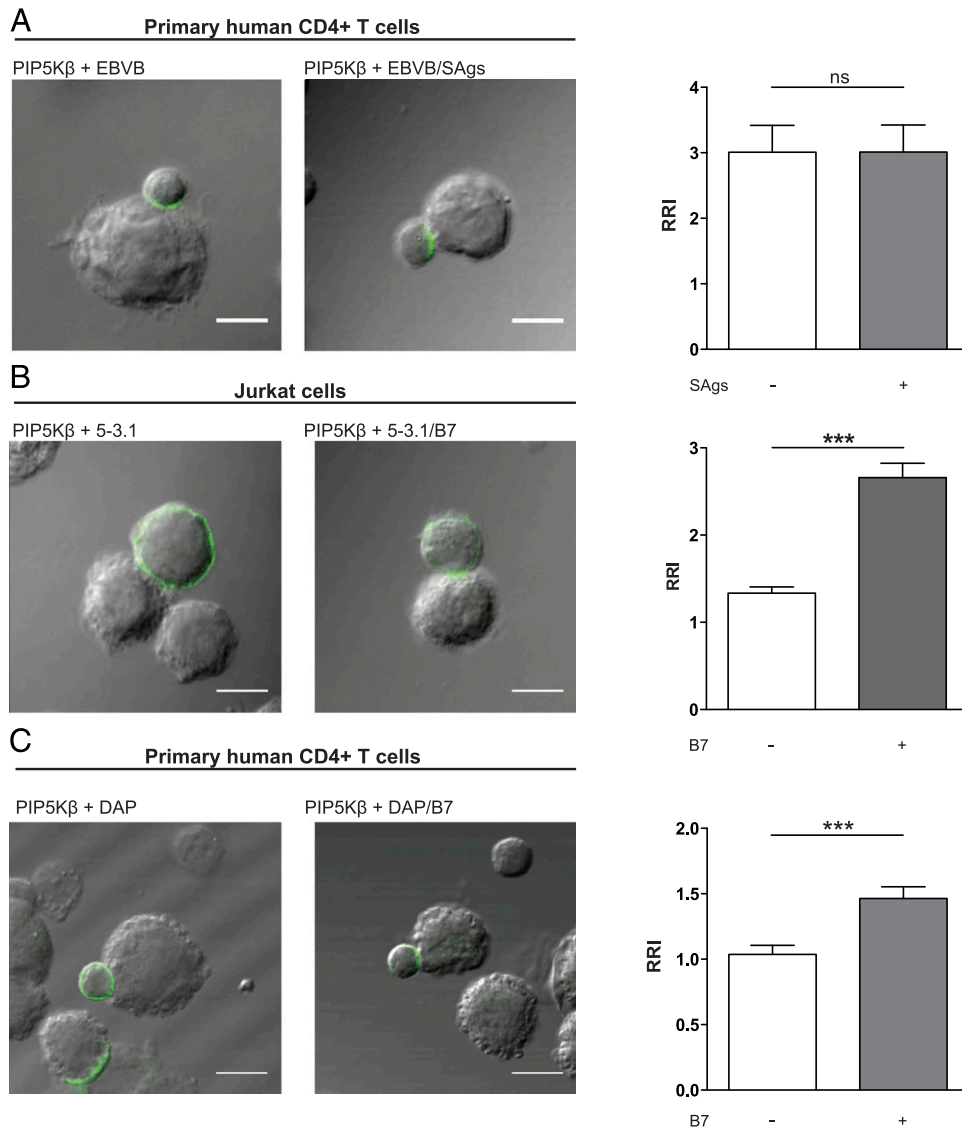 A
Primary human CD4+ T cells
PIP5Kβ + EBVB
PIP5Kβ + EBVB/SAgs
ns
4
3
2
1
0
RRI
SAgs - +
B
Jurkat cells
PIP5Kβ + 5-3.1
PIP5Kβ + 5-3.1/B7
***
3
2
1
0
RRI
B7 - +
C
Primary human CD4+ T cells
PIP5Kβ + DAP
PIP5Kβ + DAP/B7
***
2.0
1.5
1.0
0.5
0.0
RRI
B7 - +